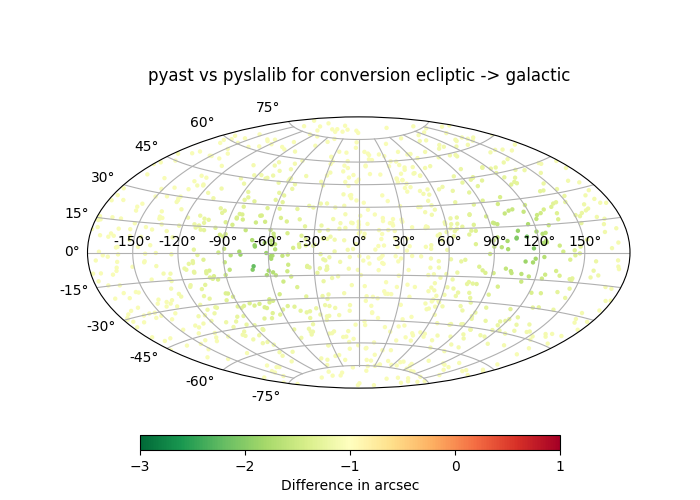 pyast vs pyslalib for conversion ecliptic -> galactic
75°
60°
45°
30°
15°
-150° -120° -90° -60° -30° 0° 30° 60° 90° 120° 150°
0°
-15°
-30°
-45°
-60°
-75°
−3 −2 −1 0 1
Difference in arcsec